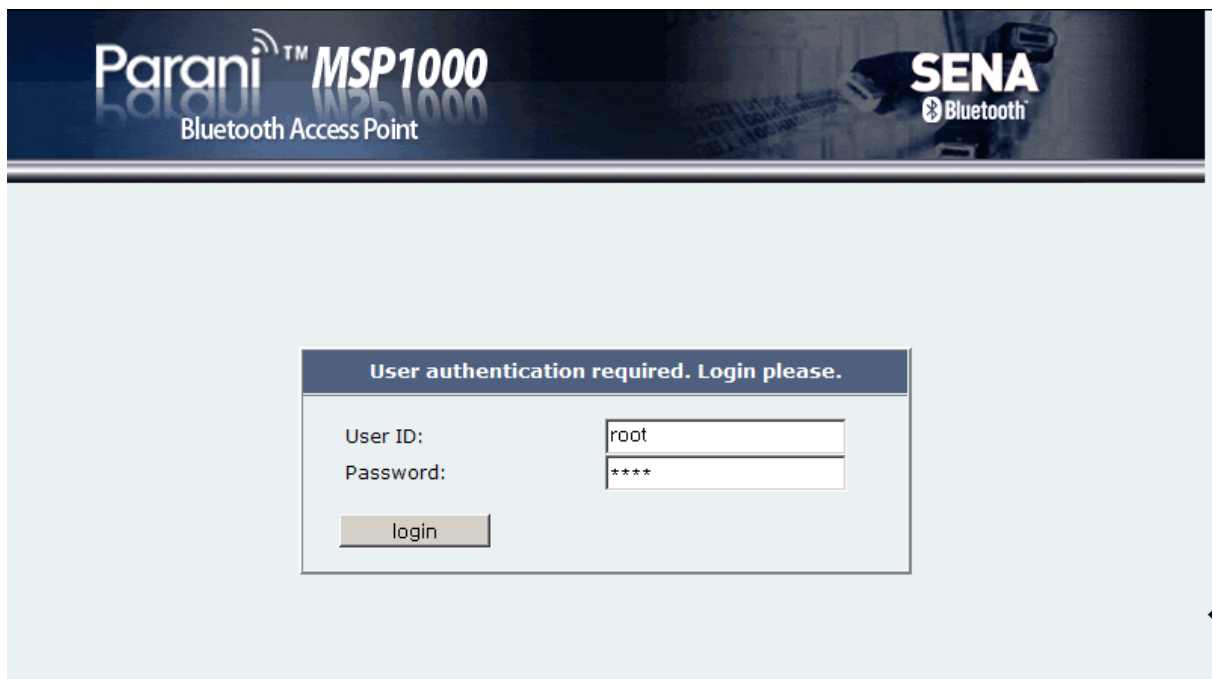 Parani™ MSP1000
Bluetooth Access Point
SENA
Bluetooth
User authentication required. Login please.
User ID: root
Password: ****
login